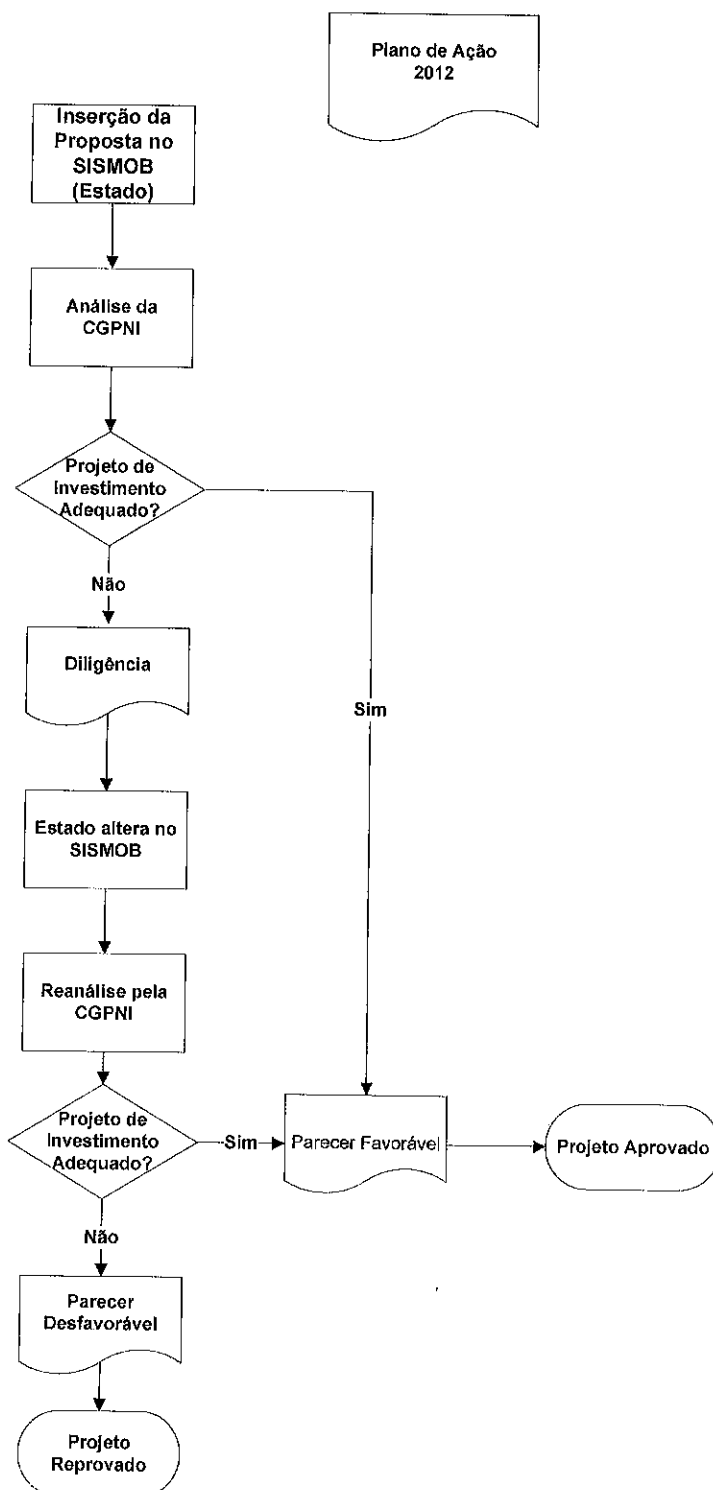 Plano de Ação
2012
Inserção da
Proposta no
SISMOB
(Estado)
Análise da
CGPNI
Projeto de
Investimento
Adequado?
Não
Diligência
Sim
Estado altera no
SISMOB
Reanálise pela
CGPNI
Projeto de
Investimento
Adequado?
Sim
Parecer Favorável
Projeto Aprovado
Não
Parecer
Desfavorável
Projeto
Reprovado